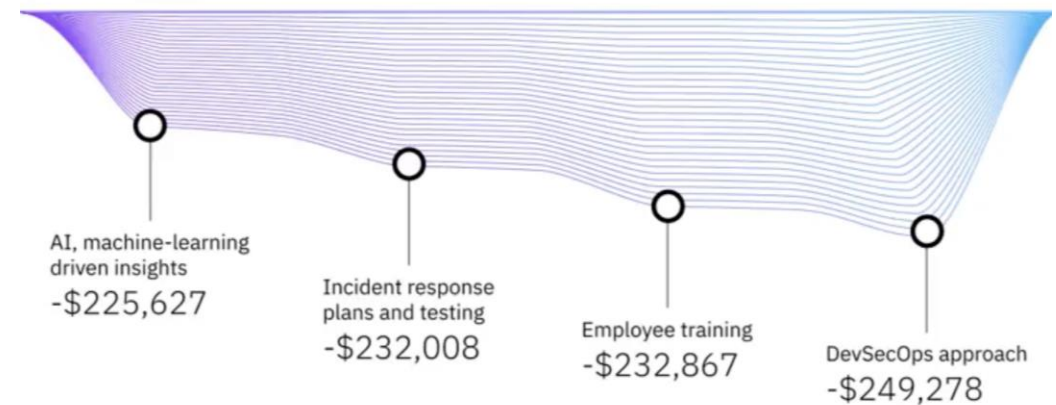 AI, machine-learning
driven insights
-$225,627
Incident response
plans and testing
-$232,008
Employee training
-$232,867
DevSecOps approach
-$249,278